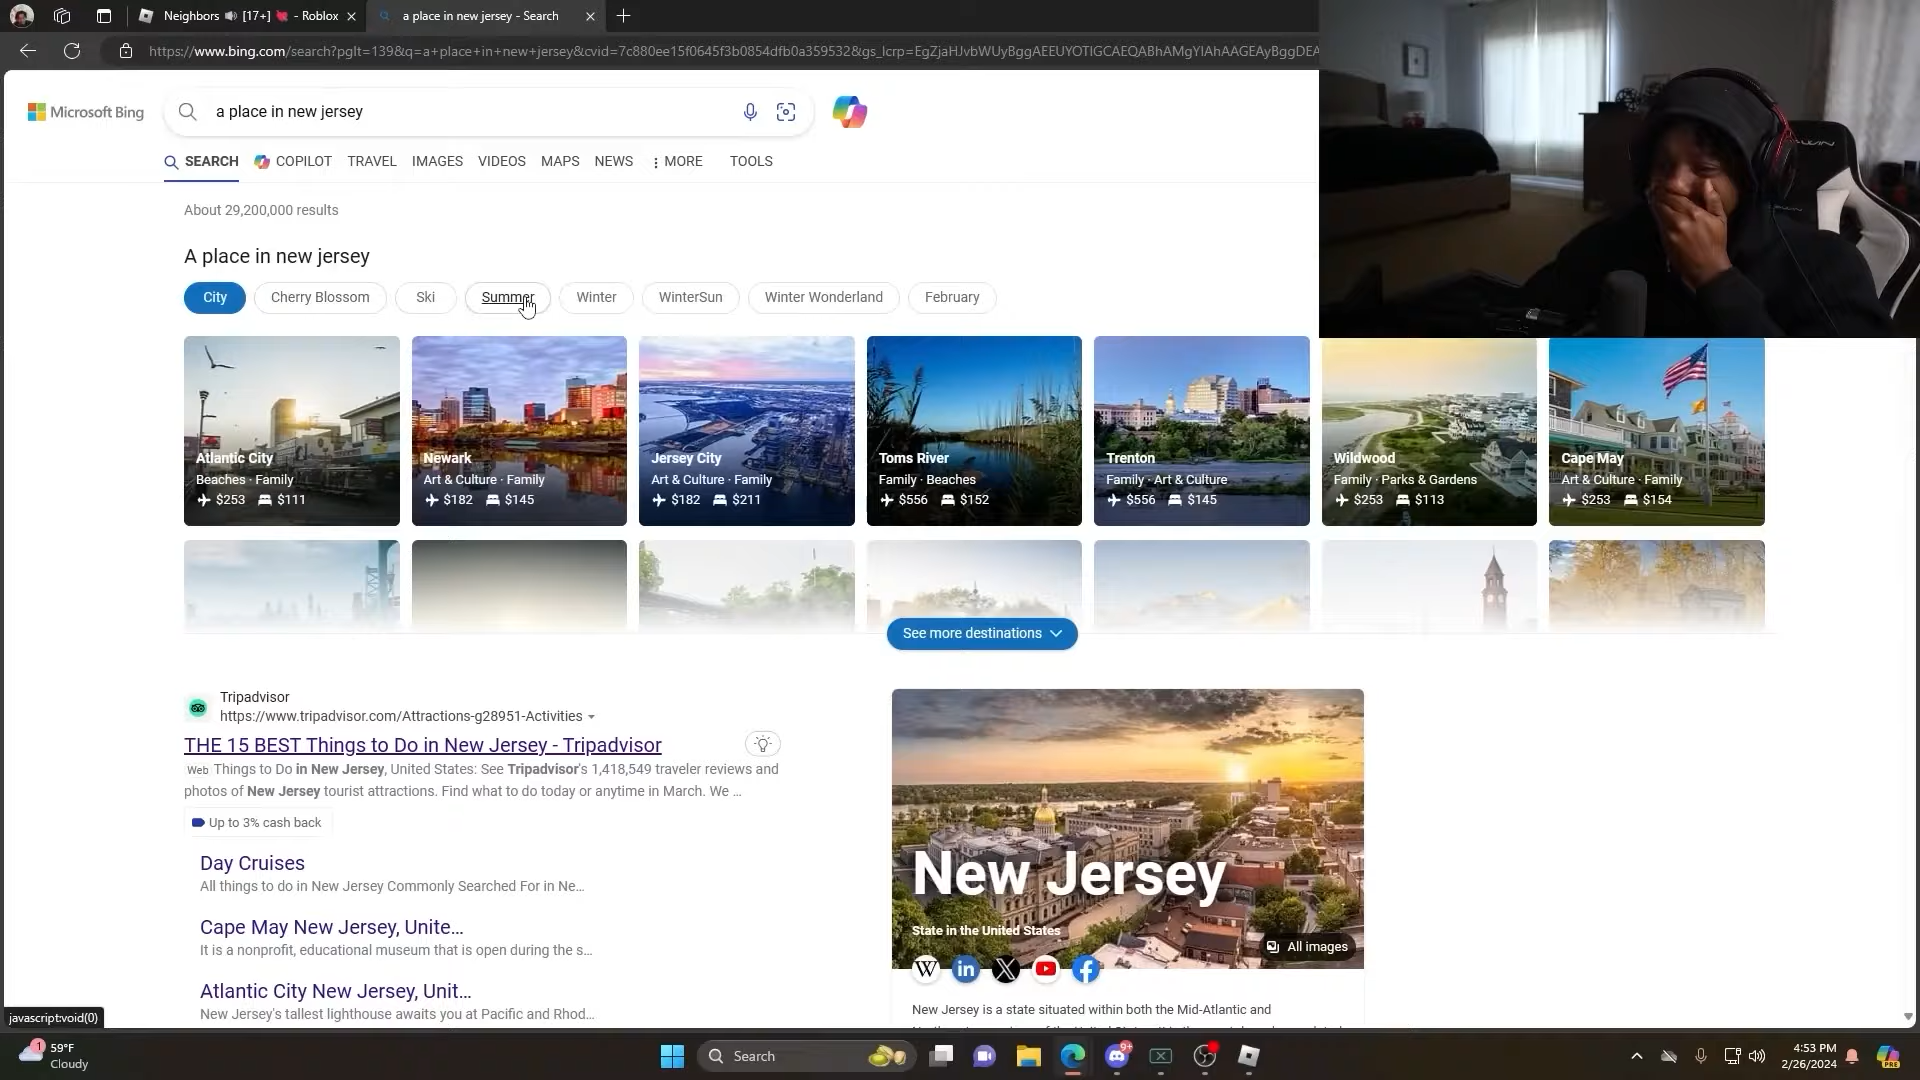 Neighbors 🔊 [17+] 💘 - Roblox
a place in new jersey - Search
https://www.bing.com/search?pglt=139&q=a+place+in+new+jersey&cvid=7c880ee15f0645f3b0854dfb0a359532&gs_lcrp=EgZjaHJvbWUyBggAEEUYOTIGCAEQABhAMgYIAhAAGEAyBggDEA
Microsoft Bing
a place in new jersey
SEARCH COPILOT TRAVEL IMAGES VIDEOS MAPS NEWS MORE TOOLS
About 29,200,000 results
A place in new jersey
City Cherry Blossom Ski Summer Winter WinterSun Winter Wonderland February
Atlantic City
Beaches · Family
$253 $111
Newark
Art & Culture · Family
$182 $145
Jersey City
Art & Culture · Family
$182 $211
Toms River
Family · Beaches
$556 $152
Trenton
Family · Art & Culture
$556 $145
Wildwood
Family · Parks & Gardens
$253 $113
Cape May
Art & Culture · Family
$253 $154
See more destinations
Tripadvisor
https://www.tripadvisor.com/Attractions-g28951-Activities
THE 15 BEST Things to Do in New Jersey - Tripadvisor
Web Things to Do in New Jersey, United States: See Tripadvisor's 1,418,549 traveler reviews and
photos of New Jersey tourist attractions. Find what to do today or anytime in March. We ...
Up to 3% cash back
Day Cruises
All things to do in New Jersey Commonly Searched For in Ne...
Cape May New Jersey, Unite...
It is a nonprofit, educational museum that is open during the s...
Atlantic City New Jersey, Unit...
New Jersey's tallest lighthouse awaits you at Pacific and Rhod...
New Jersey
State in the United States
All images
W in X f
New Jersey is a state situated within both the Mid-Atlantic and
javascript:void(0)
1
59°F
Cloudy
Search
9+
4:53 PM
2/26/2024
PRE